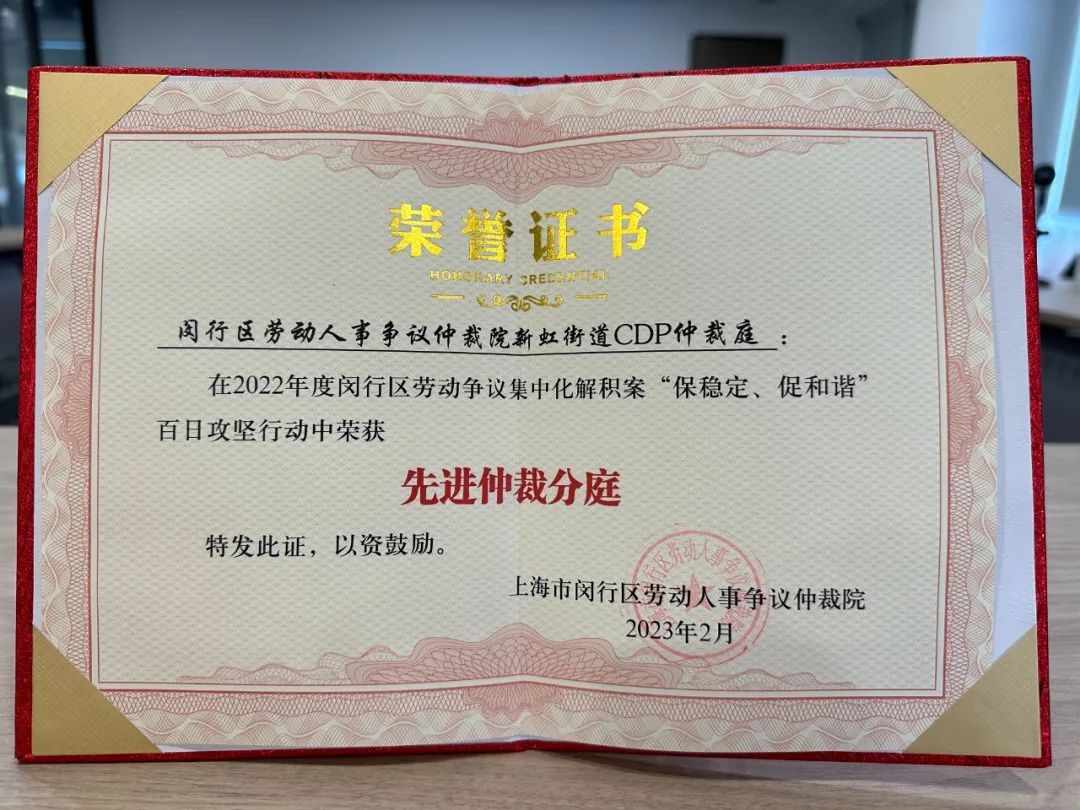 荣誉证书
HONORARY CREDENTIAL
闵行区劳动人事争议仲裁院新虹街道CDP仲裁庭：
在2022年度闵行区劳动争议集中化解积案“保稳定、促和谐”
百日攻坚行动中荣获
先进仲裁分庭
特发此证，以资鼓励。
上海市闵行区劳动人事争议仲裁院
2023年2月